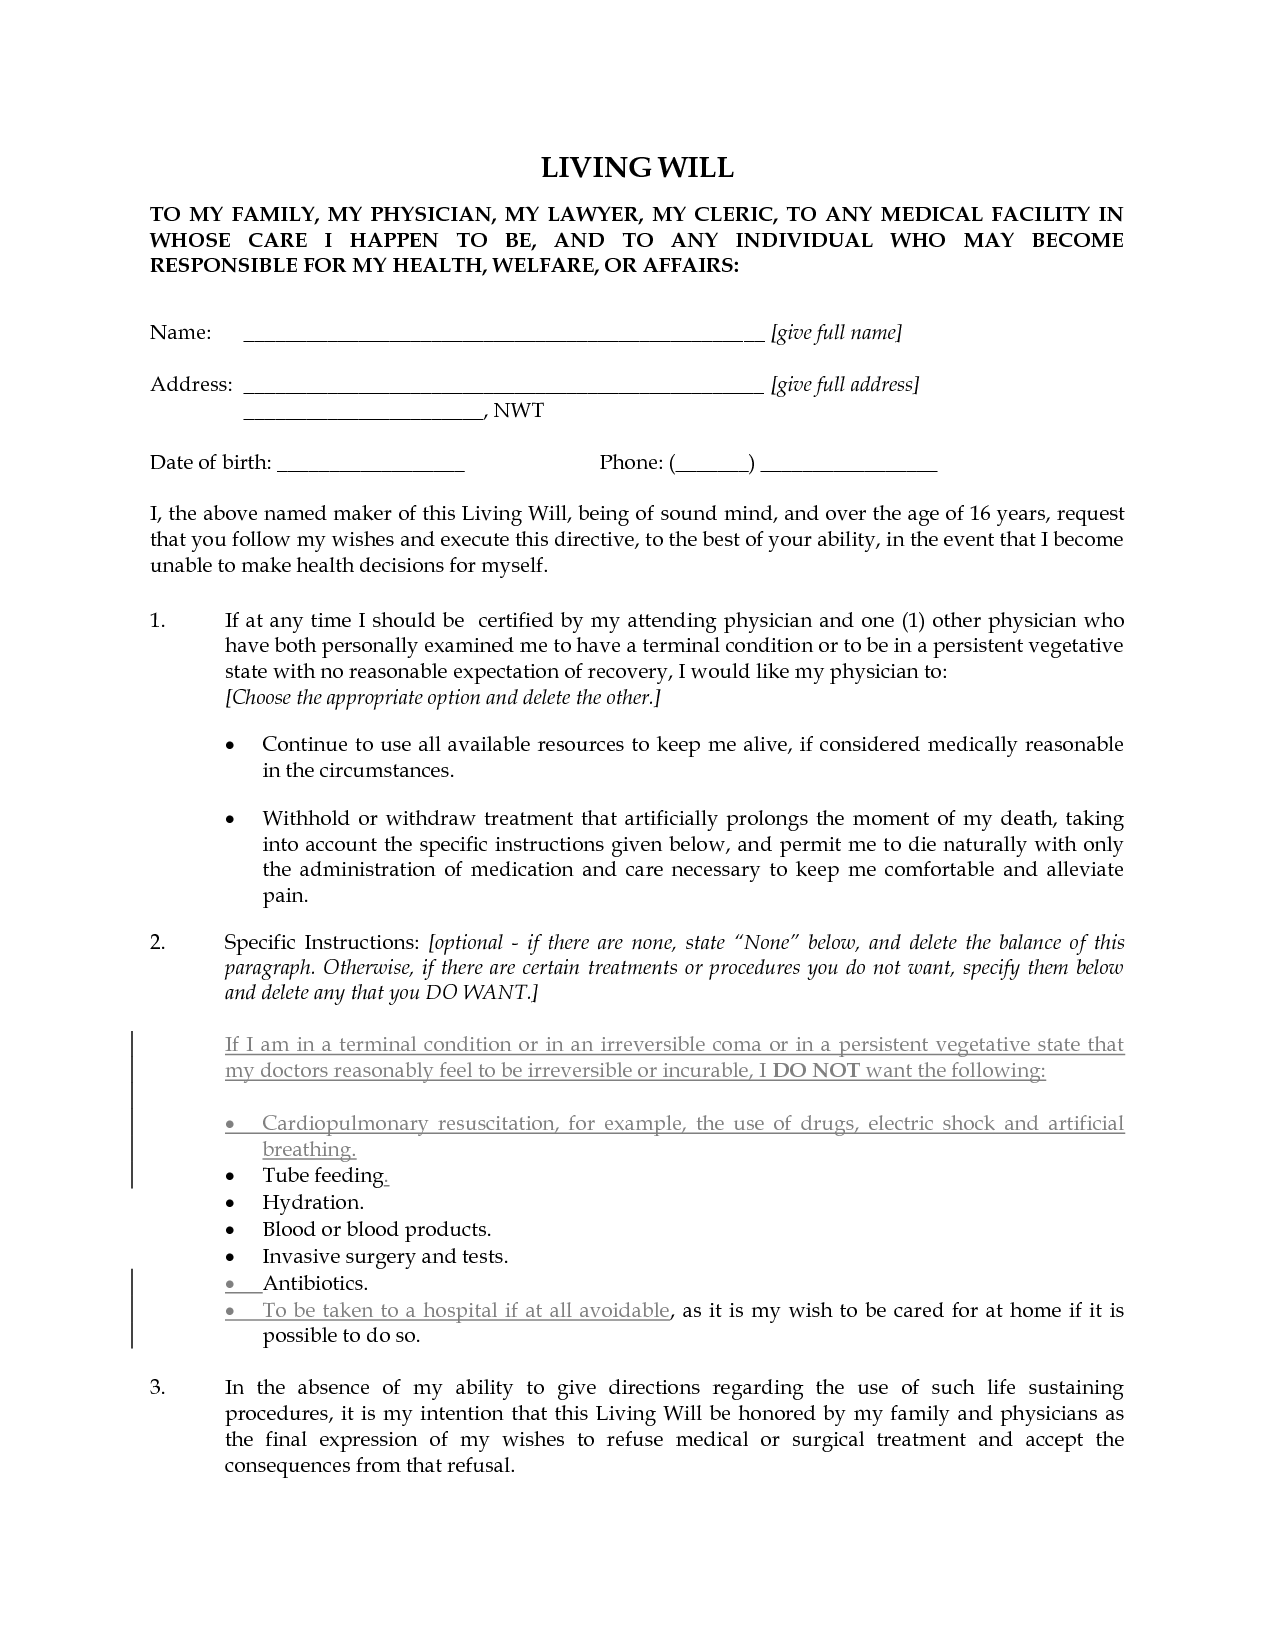 LIVING WILL
TO MY FAMILY, MY PHYSICIAN, MY LAWYER, MY CLERIC, TO ANY MEDICAL FACILITY IN
WHOSE CARE I HAPPEN TO BE, AND TO ANY INDIVIDUAL WHO MAY BECOME
RESPONSIBLE FOR MY HEALTH, WELFARE, OR AFFAIRS:
Name: __________________________________________________ [give full name]
Address: __________________________________________________ [give full address]
_______________________, NWT
Date of birth: __________________ Phone: (_______) _________________
I, the above named maker of this Living Will, being of sound mind, and over the age of 16 years, request
that you follow my wishes and execute this directive, to the best of your ability, in the event that I become
unable to make health decisions for myself.
1. If at any time I should be certified by my attending physician and one (1) other physician who
have both personally examined me to have a terminal condition or to be in a persistent vegetative
state with no reasonable expectation of recovery, I would like my physician to:
[Choose the appropriate option and delete the other.]
• Continue to use all available resources to keep me alive, if considered medically reasonable
in the circumstances.
• Withhold or withdraw treatment that artificially prolongs the moment of my death, taking
into account the specific instructions given below, and permit me to die naturally with only
the administration of medication and care necessary to keep me comfortable and alleviate
pain.
2. Specific Instructions: [optional - if there are none, state “None” below, and delete the balance of this
paragraph. Otherwise, if there are certain treatments or procedures you do not want, specify them below
and delete any that you DO WANT.]
If I am in a terminal condition or in an irreversible coma or in a persistent vegetative state that
my doctors reasonably feel to be irreversible or incurable, I DO NOT want the following:
• Cardiopulmonary resuscitation, for example, the use of drugs, electric shock and artificial
breathing.
• Tube feeding.
• Hydration.
• Blood or blood products.
• Invasive surgery and tests.
• Antibiotics.
• To be taken to a hospital if at all avoidable, as it is my wish to be cared for at home if it is
possible to do so.
3. In the absence of my ability to give directions regarding the use of such life sustaining
procedures, it is my intention that this Living Will be honored by my family and physicians as
the final expression of my wishes to refuse medical or surgical treatment and accept the
consequences from that refusal.